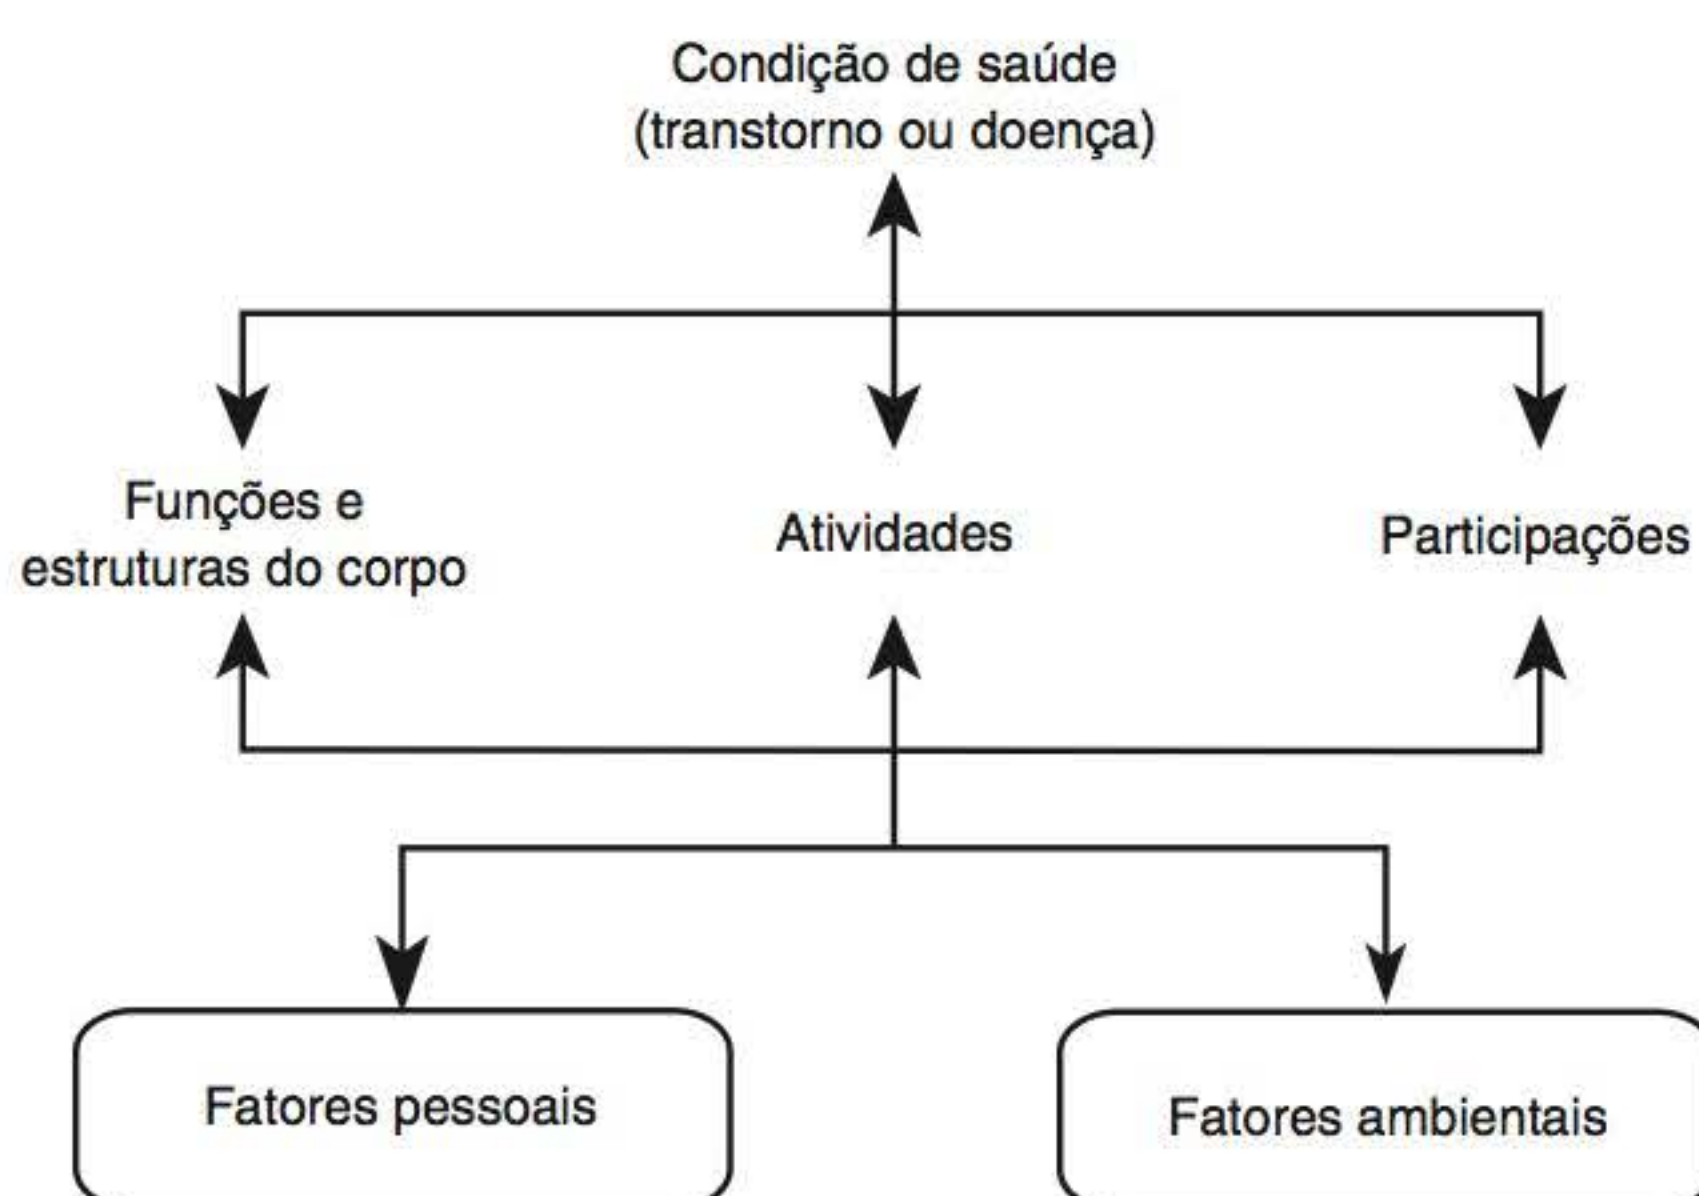 Condição de saúde
(transtorno ou doença)
Funções e
estruturas do corpo
Atividades
Participações
Fatores pessoais
Fatores ambientais